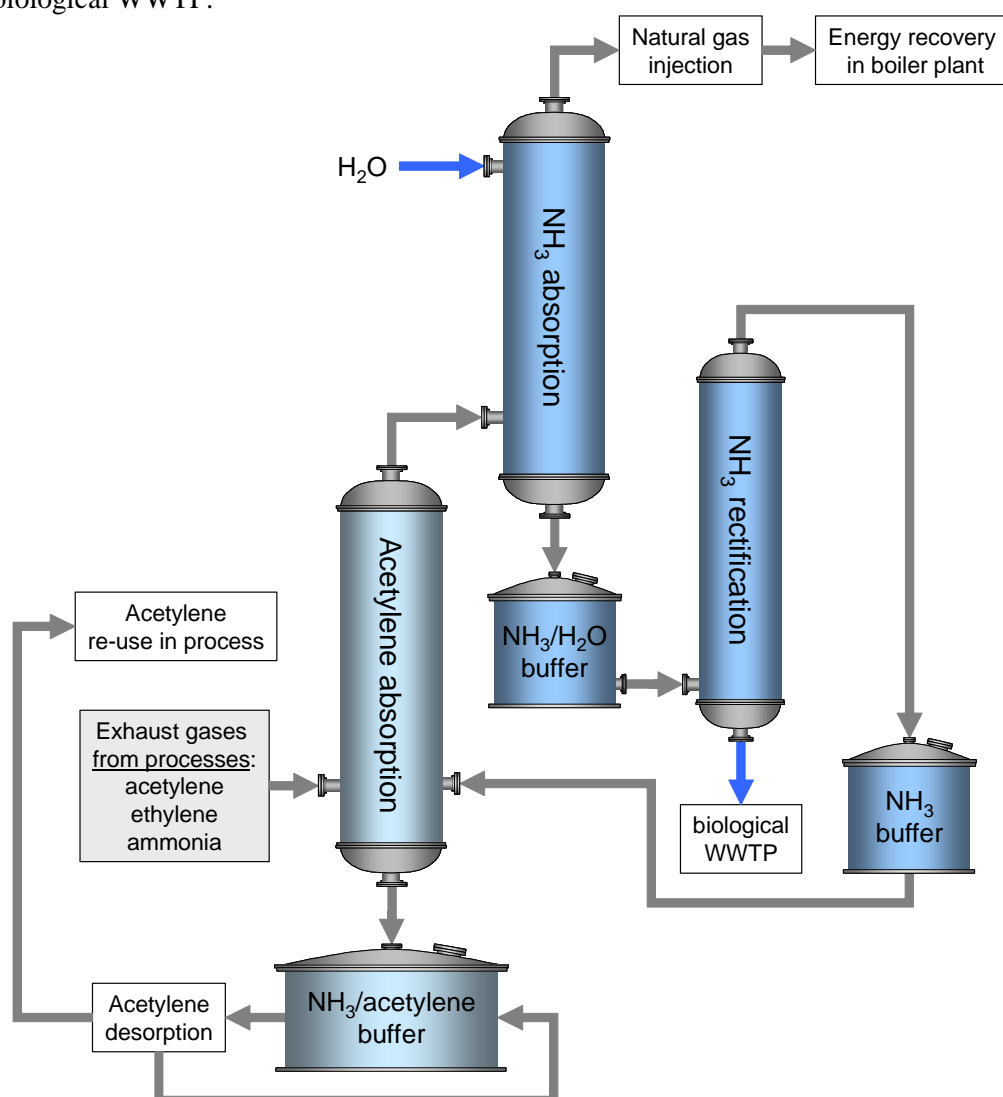 biological WWTP.
Natural gas
injection
Energy recovery
in boiler plant
H₂O
NH₃ absorption
NH₃ rectification
Acetylene absorption
Acetylene
re-use in process
NH₃/H₂O
buffer
Exhaust gases
from processes:
acetylene
ethylene
ammonia
biological
WWTP
NH₃
buffer
Acetylene
desorption
NH₃/acetylene
buffer